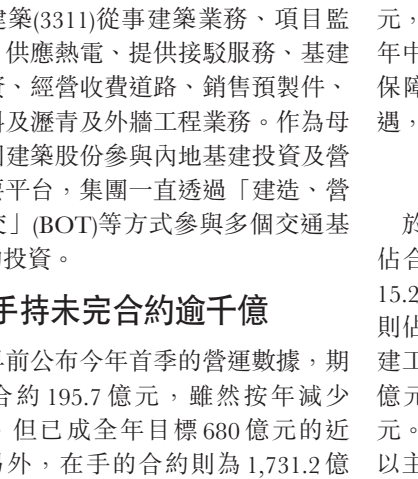 建築(3311)從事建築業務、項目監
供應熱電、提供接駁服務、基建
、經營收費道路、銷售預製件、
及瀝青及外牆工程業務。作為母
建築股份參與內地基建投資及營
平台，集團一直透過「建造、營
」(BOT)等方式參與多個交通基
投資。
手持未完合約逾千億
前公布今年首季的營運數據，期
合約195.7億元，雖然按年減少
，但已成全年目標680億元的近
外，在手的合約則為1,731.2億
元，
年中
保障
遇，
於
佔合
15.2
則佔
建工
億元
元。
以主